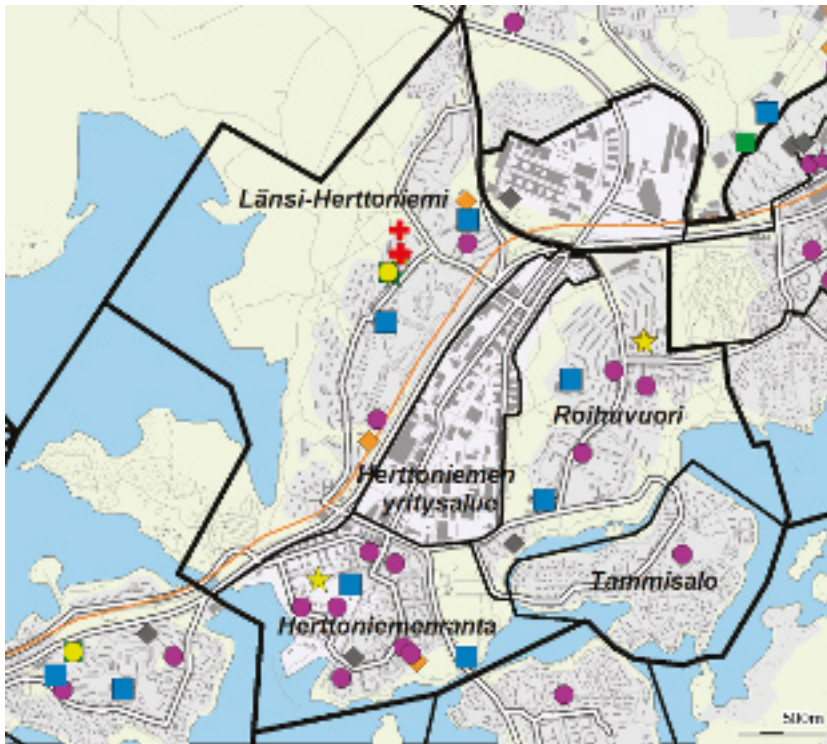 Länsi-Herttoniemi
Roihuvuori
Herttoniemen
yritysalue
Tammisalo
Herttoniemenranta
500m